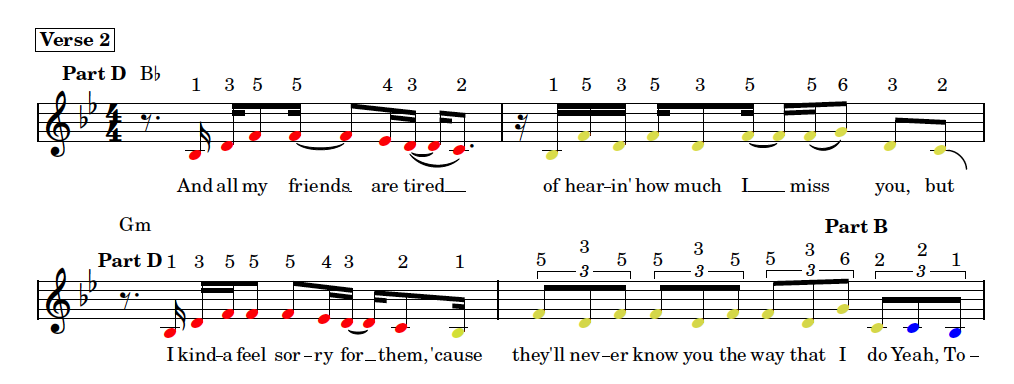 Verse 2
Part D B♭
1 3 5 5 4 3 2 1 5 3 5 3 5 5 6 3 2
4 4
And all my friends are tired of hear-in' how much I miss you, but
Gm Part B
Part D 1 3 5 5 5 4 3 2 1 5 3 5 5 3 5 5 3 6 2 2 1
3 3 3 3
I kind-a feel sor-ry for them, 'cause they'll nev-er know you the way that I do Yeah, To-